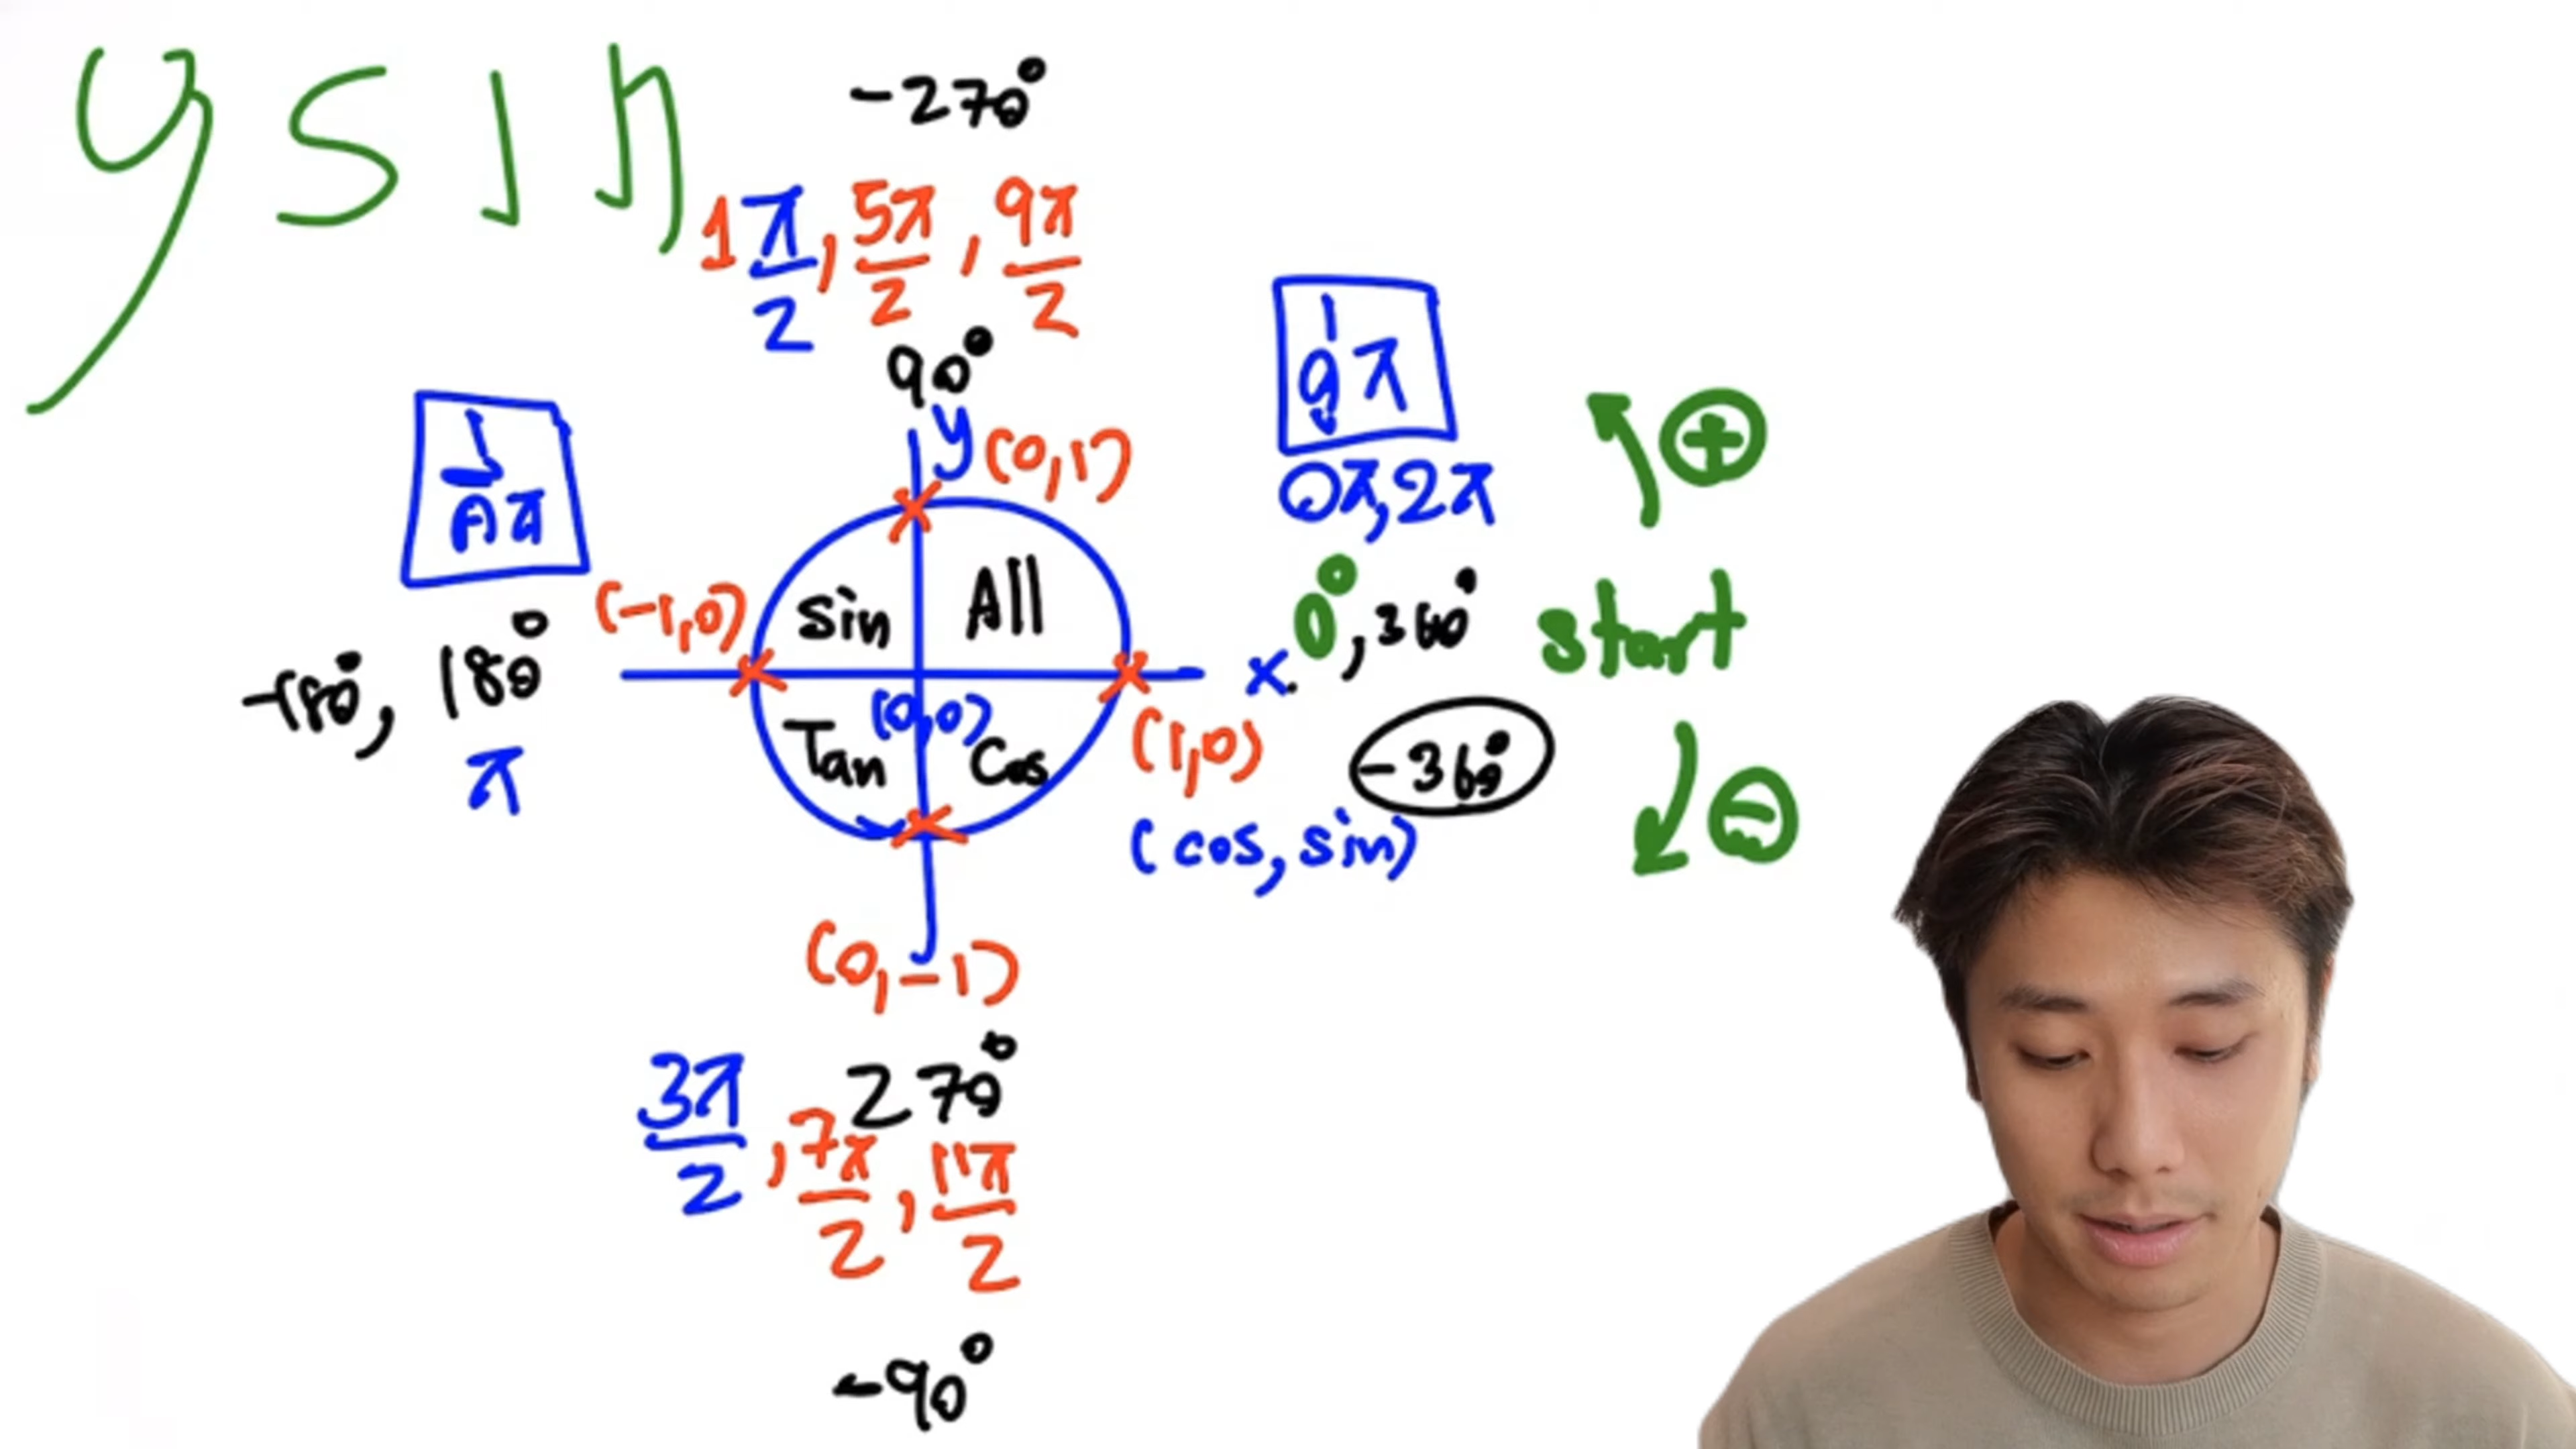 y sin
-270°
1π/2, 5π/2, 9π/2
90°
y (0,1)
π
0π, 2π
+
π
(-1,0)
sin
All
0°, 360°
start
-180°, 180°
x
π
(0,0)
Tan
Cos
(1,0)
-360°
-
(cos, sin)
(0,-1)
3π/2, 7π/2, 11π/2
270°
-90°